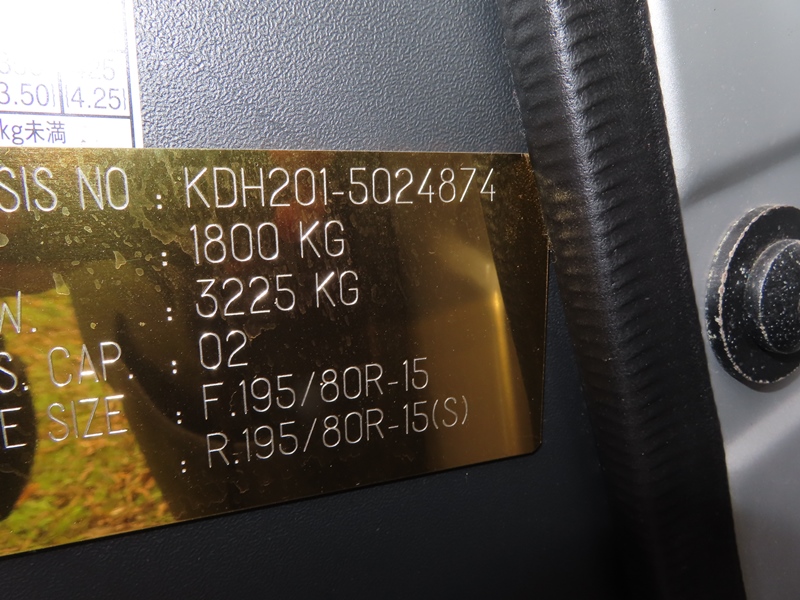 3.50 4.25
kg未満
SIS NO : KDH201-5024874
: 1800 KG
W. : 3225 KG
S. CAP. : 02
E SIZE : F.195/80R-15
: R.195/80R-15(S)